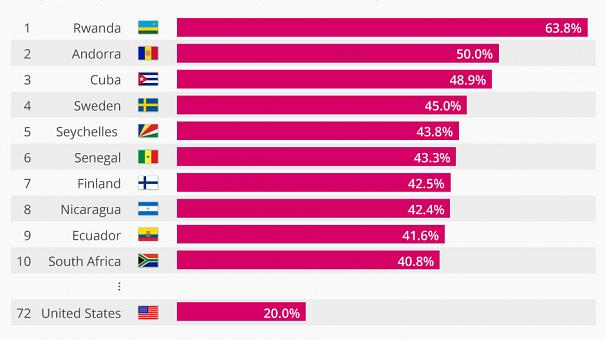 1 Rwanda 63.8%
2 Andorra 50.0%
3 Cuba 48.9%
4 Sweden 45.0%
5 Seychelles 43.8%
6 Senegal 43.3%
7 Finland 42.5%
8 Nicaragua 42.4%
9 Ecuador 41.6%
10 South Africa 40.8%
⋮
72 United States 20.0%